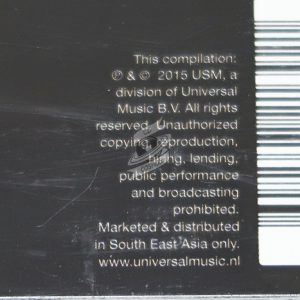 This compilation:
℗ & © 2015 USM, a
division of Universal
Music B.V. All rights
reserved. Unauthorized
copying, reproduction,
hiring, lending,
public performance
and broadcasting
prohibited.
Marketed & distributed
in South East Asia only.
www.universalmusic.nl